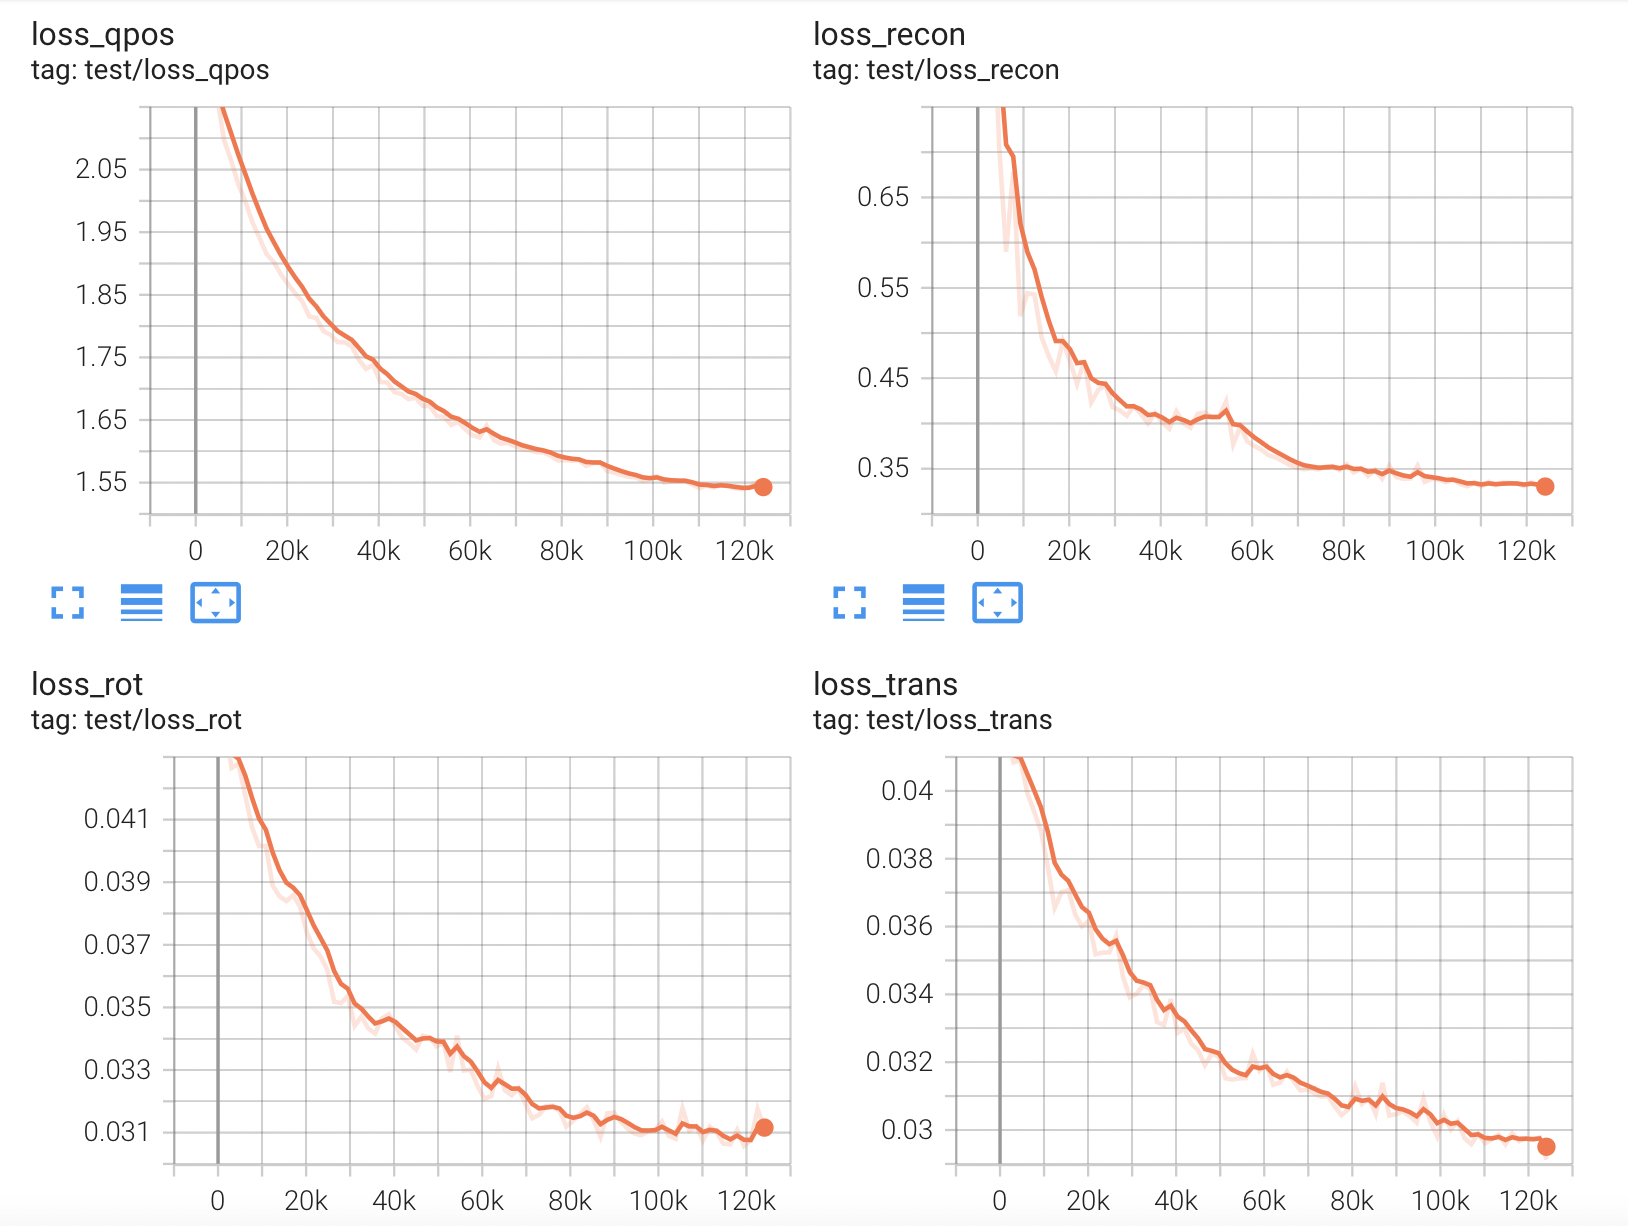 loss_qpos
tag: test/loss_qpos
2.05
1.95
1.85
1.75
1.65
1.55
0 20k 40k 60k 80k 100k 120k
loss_recon
tag: test/loss_recon
0.65
0.55
0.45
0.35
0 20k 40k 60k 80k 100k 120k
loss_rot
tag: test/loss_rot
0.041
0.039
0.037
0.035
0.033
0.031
0 20k 40k 60k 80k 100k 120k
loss_trans
tag: test/loss_trans
0.04
0.038
0.036
0.034
0.032
0.03
0 20k 40k 60k 80k 100k 120k